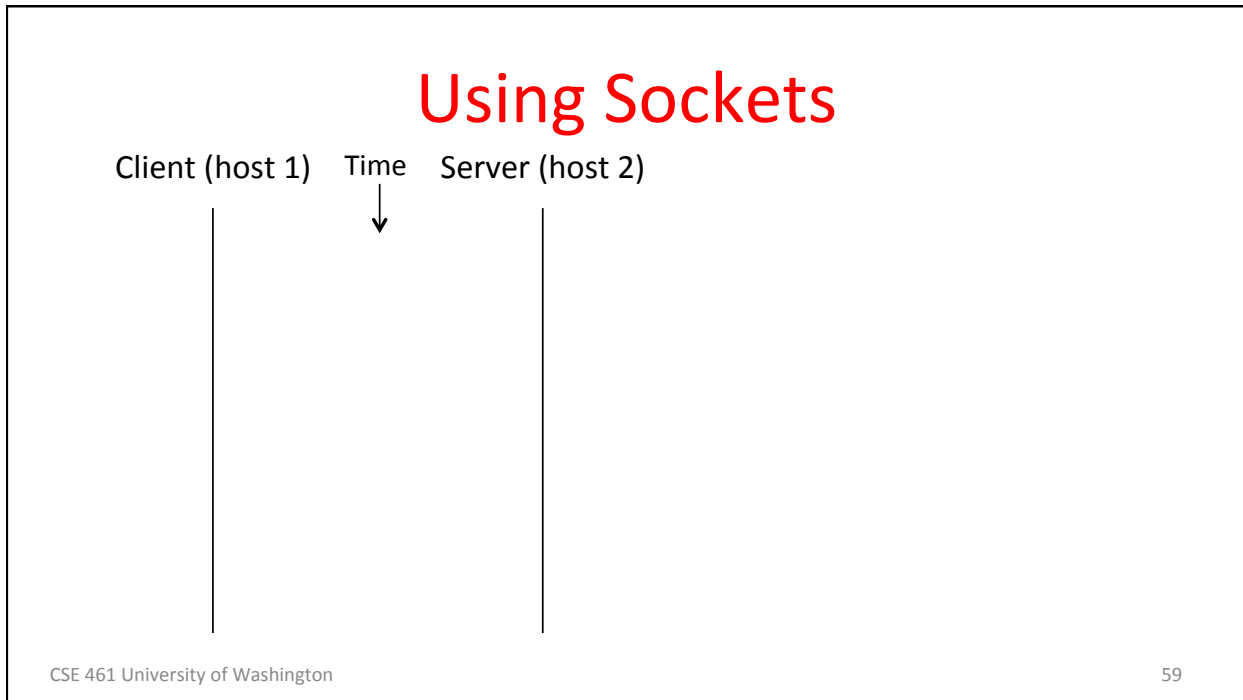 Using Sockets
Client (host 1) Time Server (host 2)
CSE 461 University of Washington 59